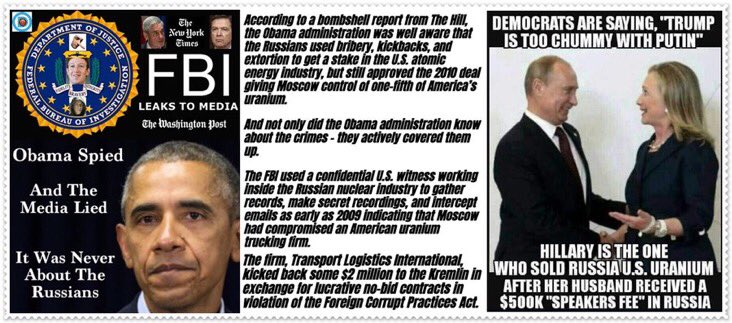 DEPARTMENT OF JUSTICE
FEDERAL BUREAU OF INVESTIGATION
The
New York
Times
FBI
LEAKS TO MEDIA
The Washington Post
Obama Spied
And The
Media Lied
It Was Never
About The
Russians
According to a bombshell report from The Hill,
the Obama administration was well aware that
the Russians used bribery, kickbacks, and
extortion to get a stake in the U.S. atomic
energy industry, but still approved the 2010 deal
giving Moscow control of one-fifth of America's
uranium.
And not only did the Obama administration know
about the crimes - they actively covered them
up.
The FBI used a confidential U.S. witness working
inside the Russian nuclear industry to gather
records, make secret recordings, and intercept
emails as early as 2009 indicating that Moscow
had compromised an American uranium
trucking firm.
The firm, Transport Logistics International,
kicked back some $2 million to the Kremlin in
exchange for lucrative no-bid contracts in
violation of the Foreign Corrupt Practices Act.
DEMOCRATS ARE SAYING, "TRUMP
IS TOO CHUMMY WITH PUTIN"
HILLARY IS THE ONE
WHO SOLD RUSSIA U.S. URANIUM
AFTER HER HUSBAND RECEIVED A
$500K "SPEAKERS FEE" IN RUSSIA